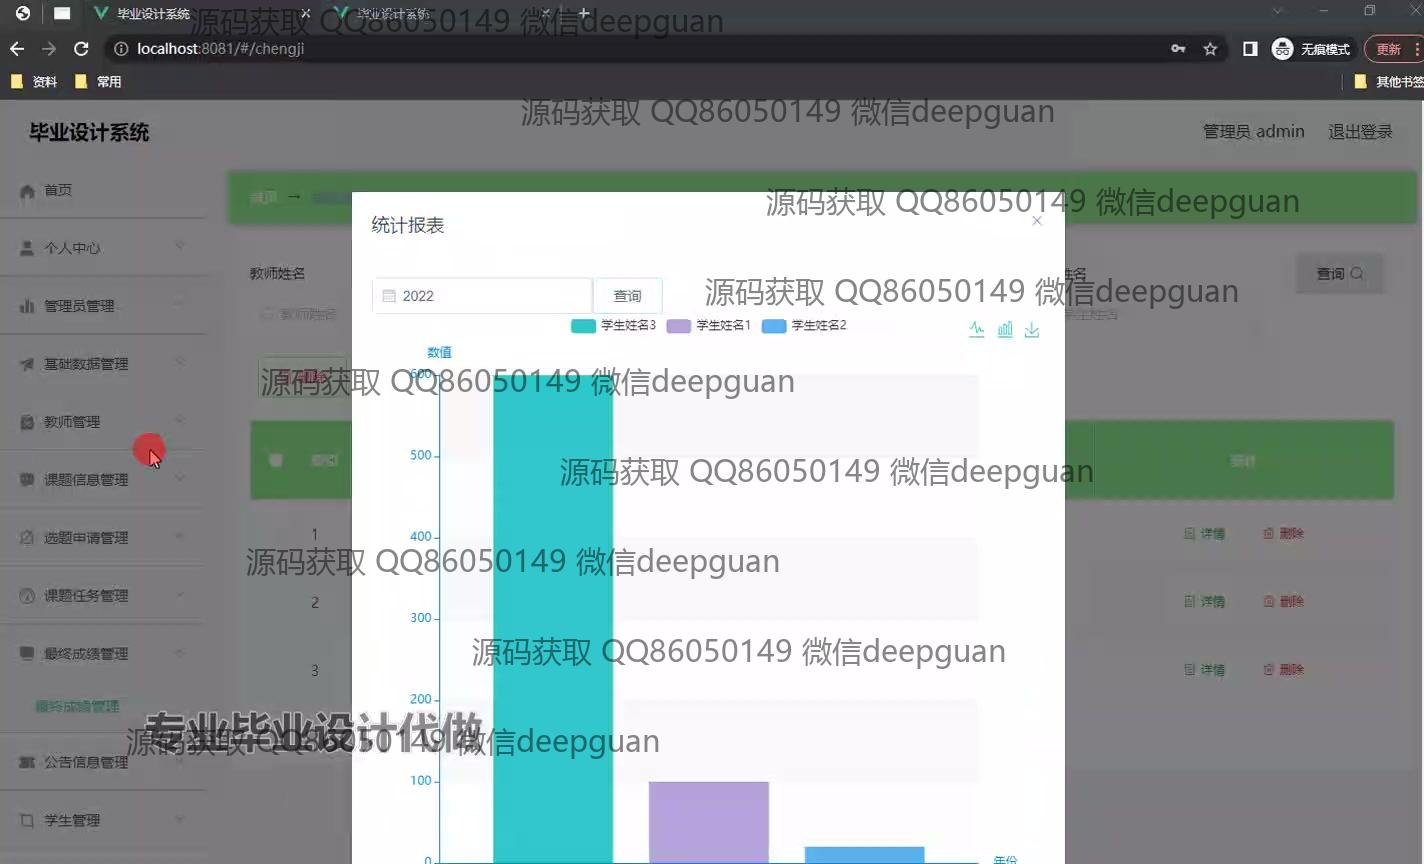 毕业设计系统
毕业设计系统
源码获取 QQ86050149 微信deepguan
localhost:8081/#/chengji
无痕模式
更新
资料
常用
其他书签
源码获取 QQ86050149 微信deepguan
毕业设计系统
管理员 admin
退出登录
首页
首页 →
源码获取 QQ86050149 微信deepguan
统计报表
个人中心
教师姓名
姓名
查询
2022
查询
源码获取 QQ86050149 微信deepguan
管理员管理
教师姓名
学生姓名
学生姓名3
学生姓名1
学生姓名2
数值
基础数据管理
600
删除
源码获取 QQ86050149 微信deepguan
教师管理
500
源码获取 QQ86050149 微信deepguan
课题信息管理
400
选题申请管理
1
详情
删除
源码获取 QQ86050149 微信deepguan
课题任务管理
2
详情
删除
300
源码获取 QQ86050149 微信deepguan
最终成绩管理
3
详情
删除
200
最终成绩管理
专业毕业设计代做
源码获取 QQ86050149 微信deepguan
公告信息管理
100
学生管理
0
年份